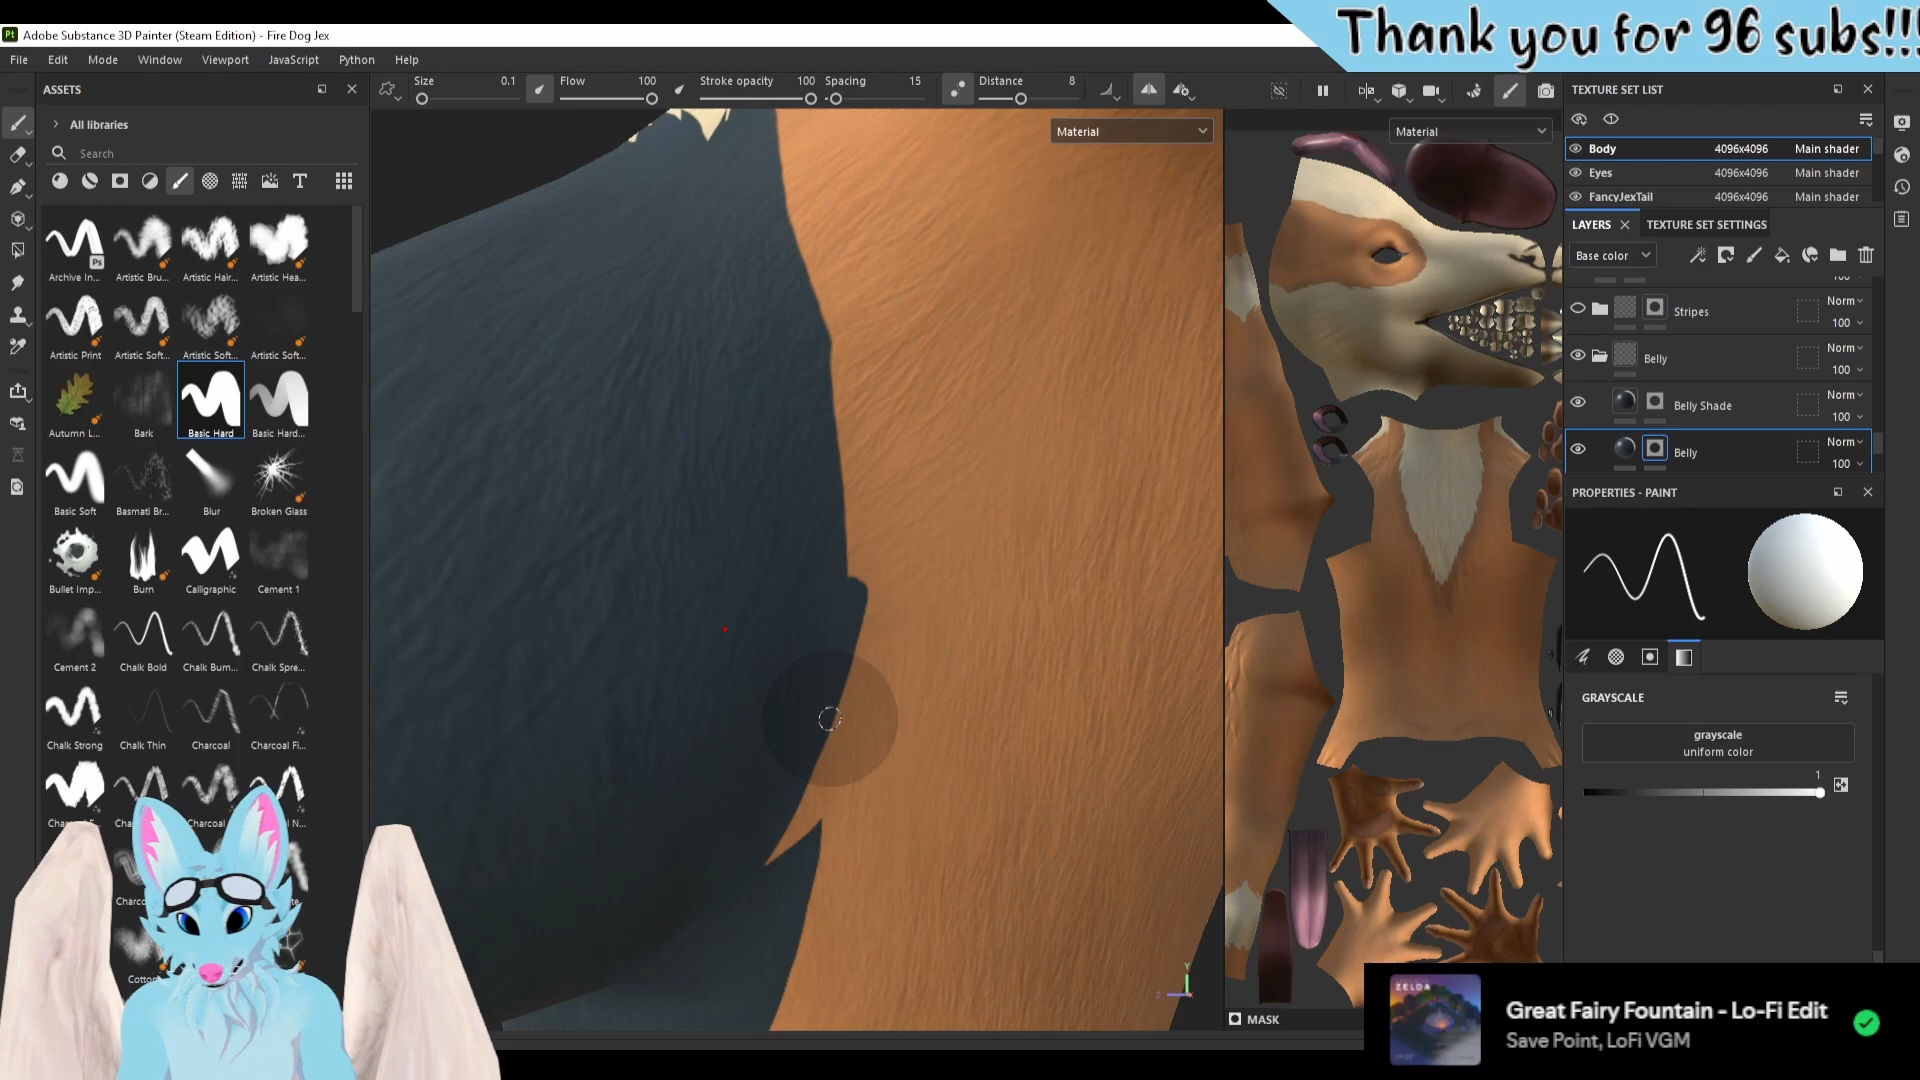 Thank you for 96 subs!!!
Adobe Substance 3D Painter (Steam Edition) - Fire Dog Jex
File Edit Mode Window Viewport JavaScript Python Help
ASSETS
Size 0.1 Flow 100 Stroke opacity 100 Spacing 15 Distance 8
TEXTURE SET LIST
All libraries
Search
Material
Material
Body 4096x4096 Main shader
Eyes 4096x4096 Main shader
FancyJexTail 4096x4096 Main shader
LAYERS TEXTURE SET SETTINGS
Base color
Archive In... Artistic Bru... Artistic Hair... Artistic Hea...
Artistic Print Artistic Soft... Artistic Soft... Artistic Soft...
Autumn L... Bark Basic Hard Basic Hard...
Basic Soft Basmati Br... Blur Broken Glass
Bullet Imp... Burn Calligraphic Cement 1
Cement 2 Chalk Bold Chalk Bum... Chalk Spre...
Chalk Strong Chalk Thin Charcoal Charcoal Fi...
Stripes Norm 100
Belly Norm 100
Belly Shade Norm 100
Belly Norm 100
PROPERTIES - PAINT
GRAYSCALE
grayscale
uniform color
1
Y
MASK
ZELDA
Great Fairy Fountain - Lo-Fi Edit
Save Point, LoFi VGM